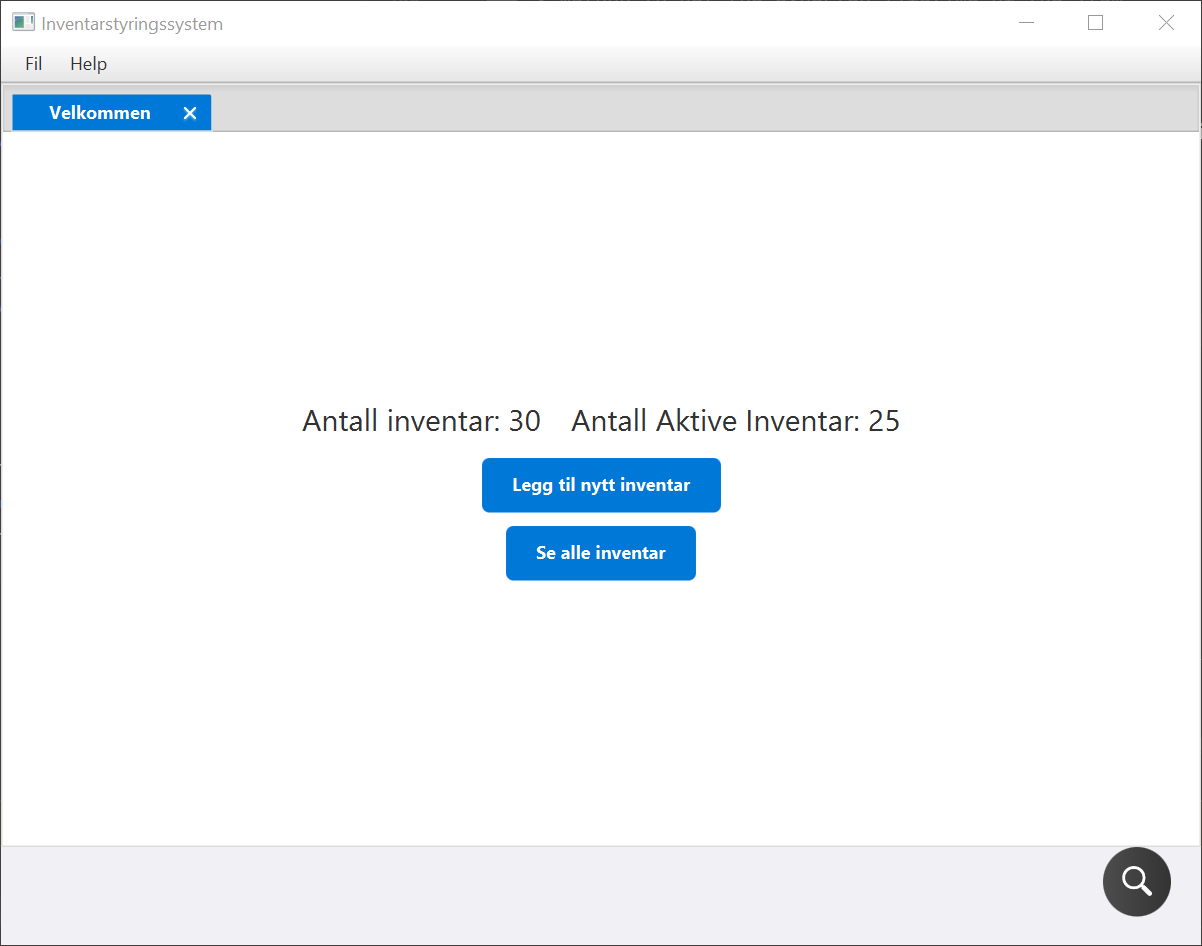 Inventarstyringssystem
Fil Help
Velkommen
Antall inventar: 30 Antall Aktive Inventar: 25
Legg til nytt inventar
Se alle inventar